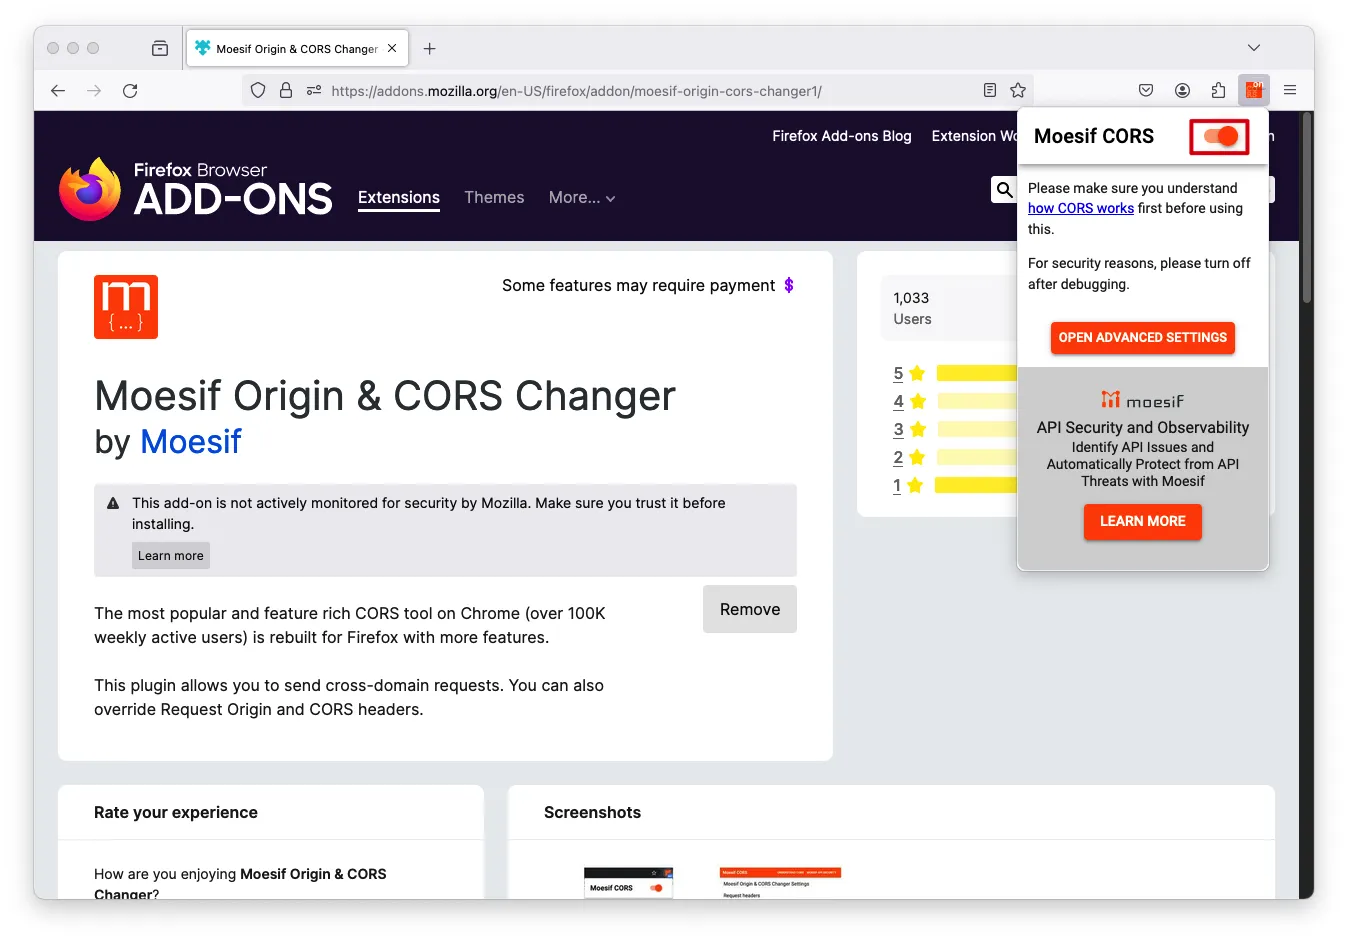 Moesif Origin & CORS Changer
https://addons.mozilla.org/en-US/firefox/addon/moesif-origin-cors-changer1/
Firefox Add-ons Blog
Extension Wo
n
Firefox Browser
ADD-ONS
Extensions
Themes
More...
Moesif CORS
Please make sure you understand
how CORS works first before using
this.
For security reasons, please turn off
after debugging.
OPEN ADVANCED SETTINGS
moesif
API Security and Observability
Identify API Issues and
Automatically Protect from API
Threats with Moesif
LEARN MORE
m
{...}
Some features may require payment $
Moesif Origin & CORS Changer
by Moesif
This add-on is not actively monitored for security by Mozilla. Make sure you trust it before
installing.
Learn more
The most popular and feature rich CORS tool on Chrome (over 100K
weekly active users) is rebuilt for Firefox with more features.
Remove
This plugin allows you to send cross-domain requests. You can also
override Request Origin and CORS headers.
1,033
Users
5
4
3
2
1
Rate your experience
How are you enjoying Moesif Origin & CORS
Changer?
Screenshots
Moesif CORS
Moesif CORS
Moesif Origin & CORS Changer Settings
Request headers